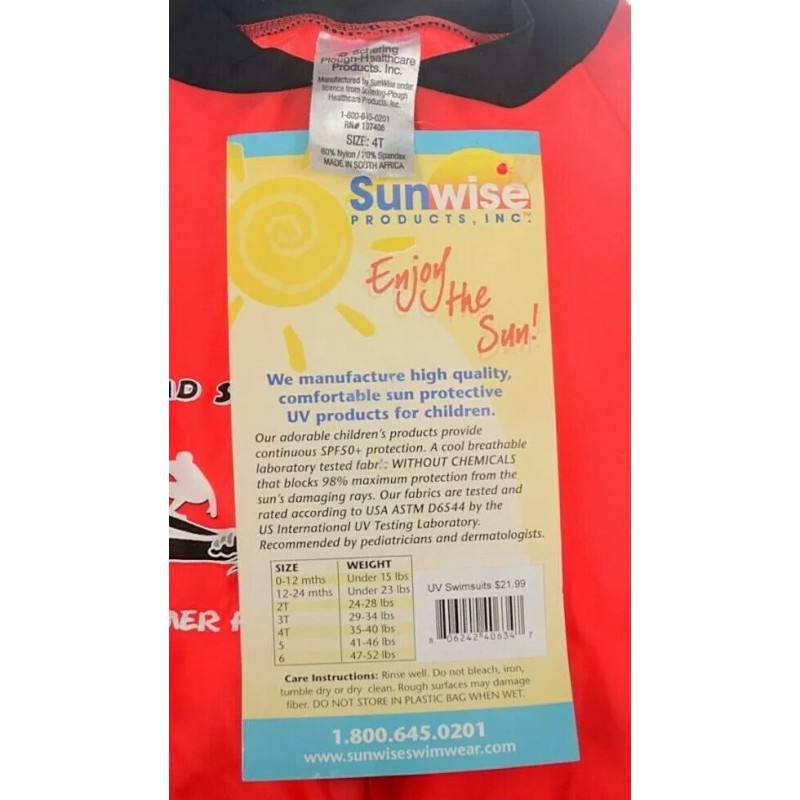 © Schering
Plough-Healthcare
Products. Inc.
Manufactured by SunWise under
licence from Schering-Plough
Healthcare Products. Inc.
1-800-645-0201
RN# 137406
SIZE: 4T
80% Nylon / 20% Spandex
MADE IN SOUTH AFRICA
Sunwise
PRODUCTS, INC.™
Enjoy
the
Sun!
We manufacture high quality,
comfortable sun protective
UV products for children.
Our adorable children's products provide
continuous SPF50+ protection. A cool breathable
laboratory tested fabric WITHOUT CHEMICALS
that blocks 98% maximum protection from the
sun's damaging rays. Our fabrics are tested and
rated according to USA ASTM D6544 by the
US International UV Testing Laboratory.
Recommended by pediatricians and dermatologists.
SIZE WEIGHT
0-12 mths Under 15 lbs
12-24 mths Under 23 lbs
2T 24-28 lbs
3T 29-34 lbs
4T 35-40 lbs
5 41-46 lbs
6 47-52 lbs
UV Swimsuits $21.99
8 06242 40634 7
Care Instructions: Rinse well. Do not bleach, iron,
tumble dry or dry clean. Rough surfaces may damage
fiber. DO NOT STORE IN PLASTIC BAG WHEN WET.
1.800.645.0201
www.sunwiseswimwear.com